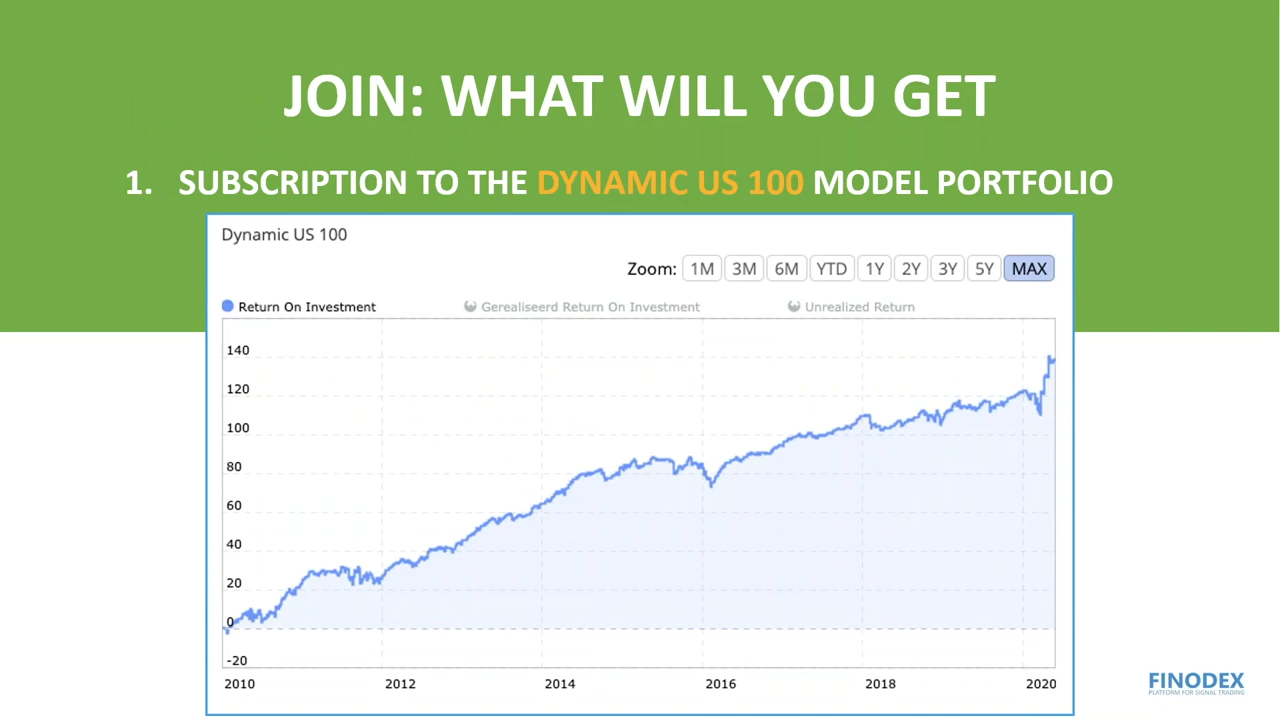 JOIN: WHAT WILL YOU GET
1. SUBSCRIPTION TO THE DYNAMIC US 100 MODEL PORTFOLIO
Dynamic US 100
Zoom: 1M 3M 6M YTD 1Y 2Y 3Y 5Y MAX
Return On Investment Gerealiseerd Return On Investment Unrealized Return
140
120
100
80
60
40
20
0
-20
2010 2012 2014 2016 2018 2020
FINODEX
PLATFORM FOR SIGNAL TRADING